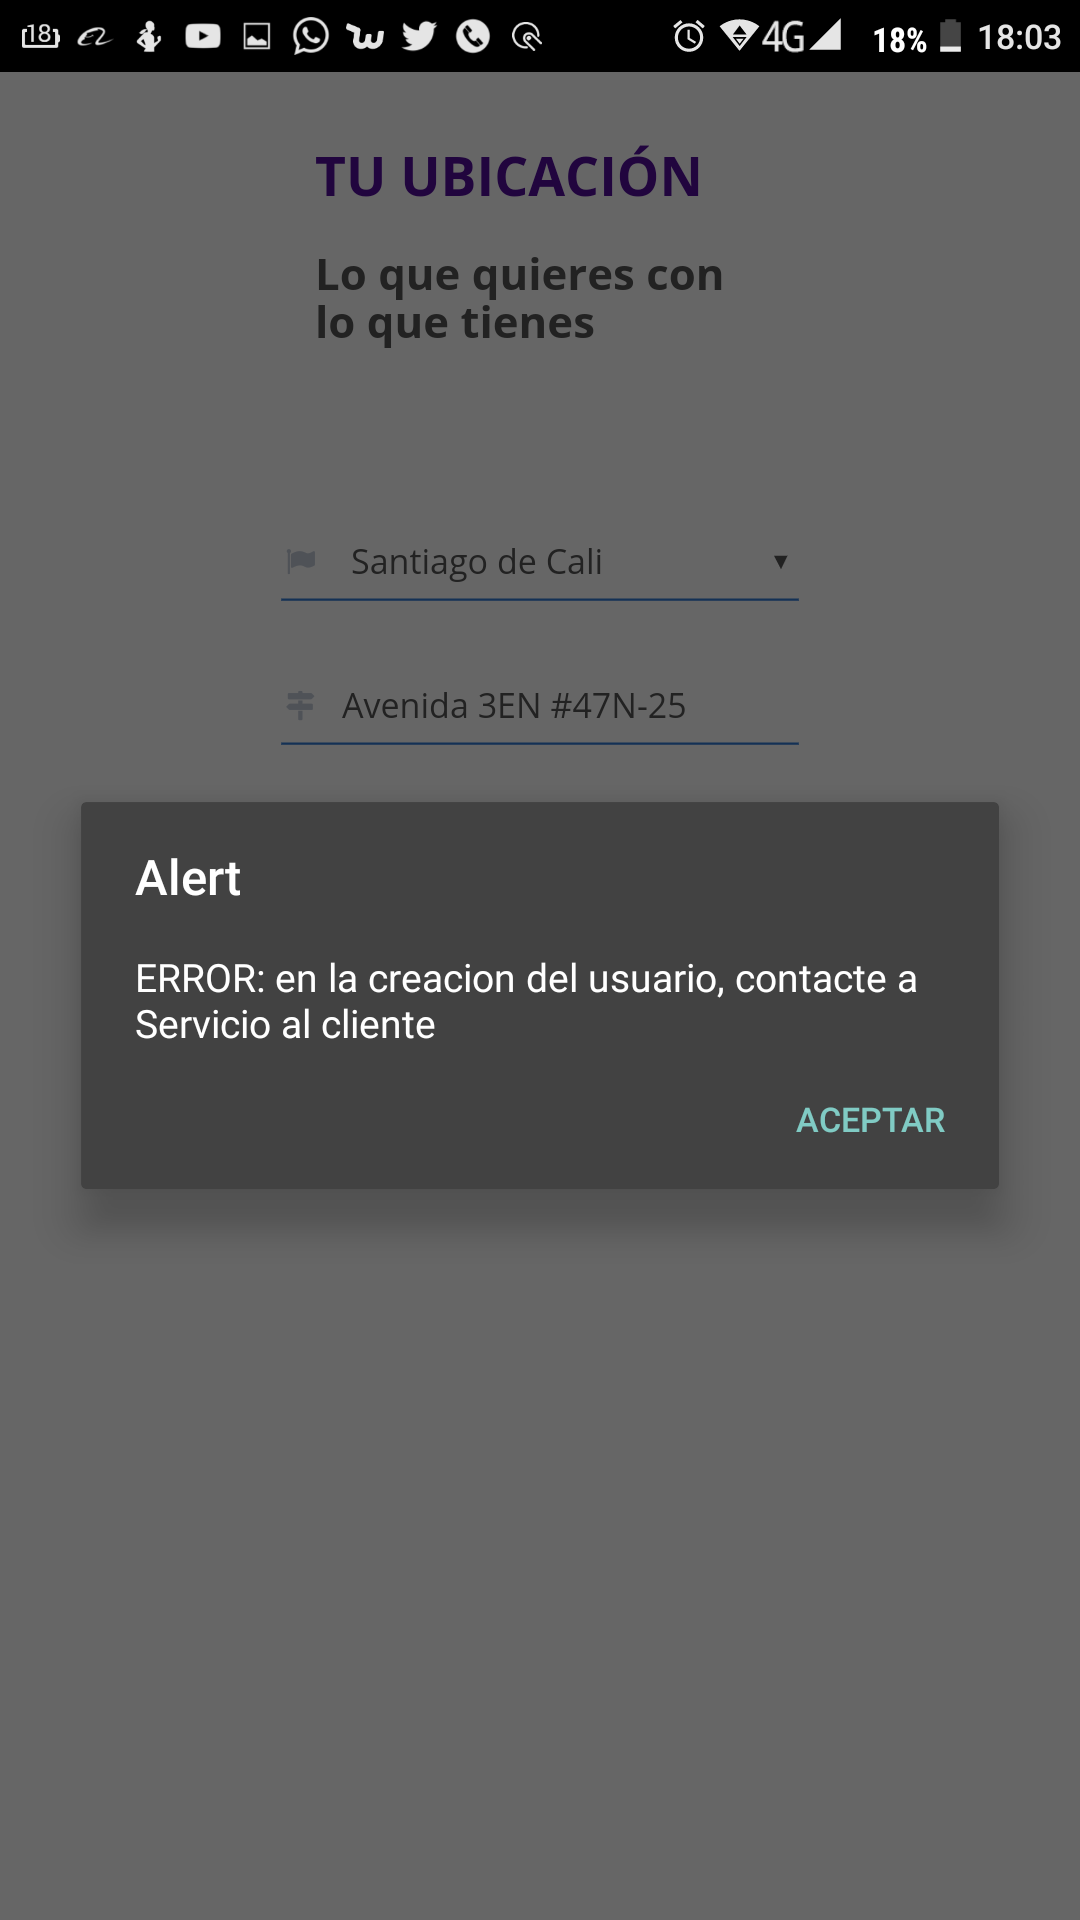 18 4G 18% 18:03
TU UBICACIÓN
Lo que quieres con
lo que tienes
Santiago de Cali
Avenida 3EN #47N-25
Alert
ERROR: en la creacion del usuario, contacte a
Servicio al cliente
ACEPTAR